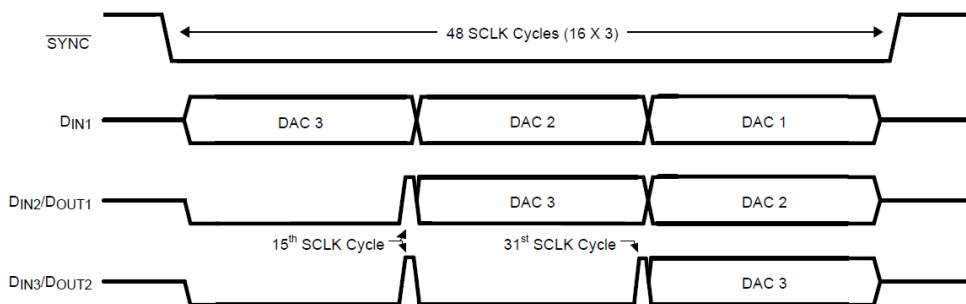 SYNC
48 SCLK Cycles (16 X 3)
DIN1
DAC 3
DAC 2
DAC 1
DIN2/DOUT1
DAC 3
DAC 2
15th SCLK Cycle
31st SCLK Cycle
DIN3/DOUT2
DAC 3